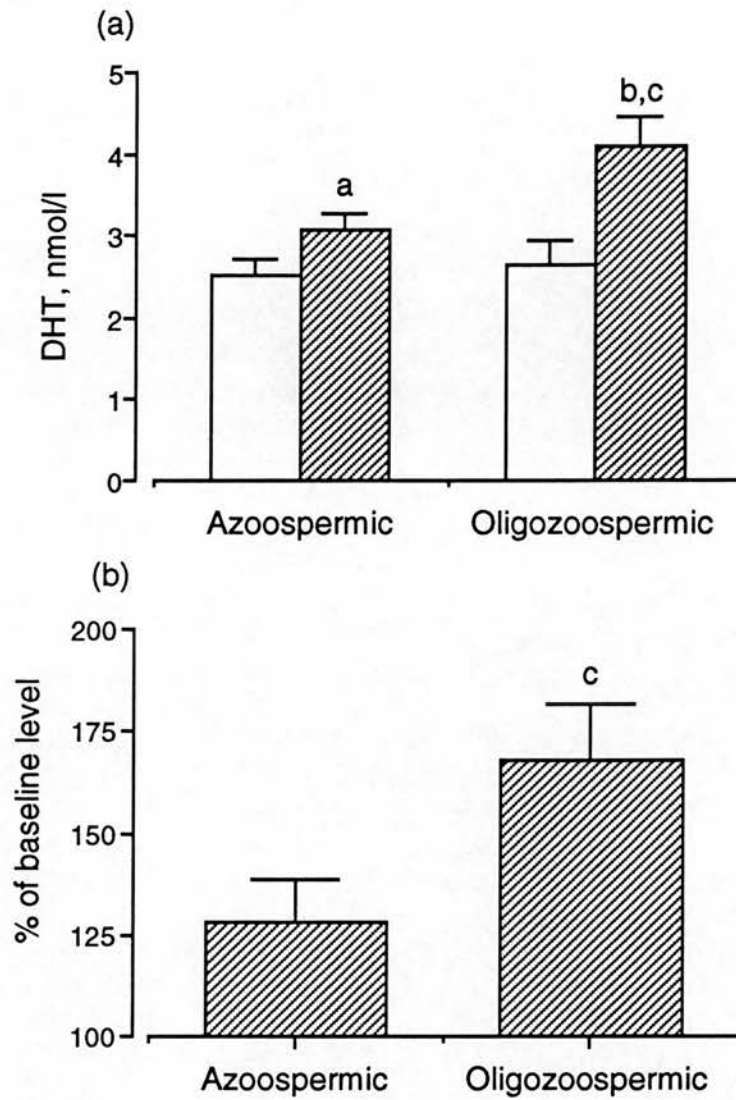 (a)
5
4
3
2
1
0
DHT, nmol/l
a
b,c
Azoospermic
Oligozoospermic
(b)
200
175
150
125
100
% of baseline level
c
Azoospermic
Oligozoospermic